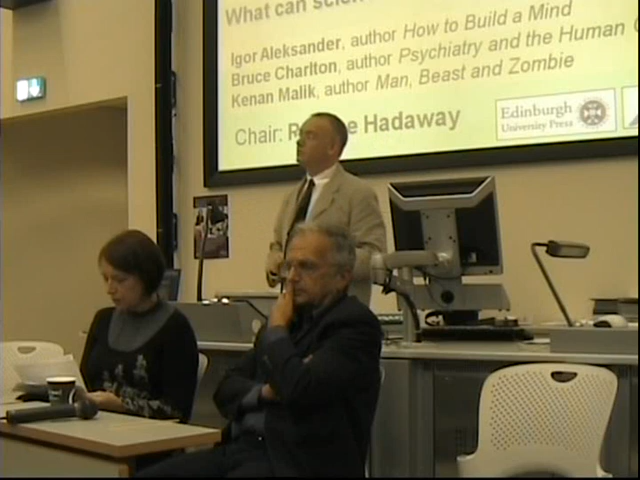 What can scien
Igor Aleksander, author How to Build a Mind
Bruce Charlton, author Psychiatry and the Human
Kenan Malik, author Man, Beast and Zombie
Chair: R e Hadaway
Edinburgh
University Press